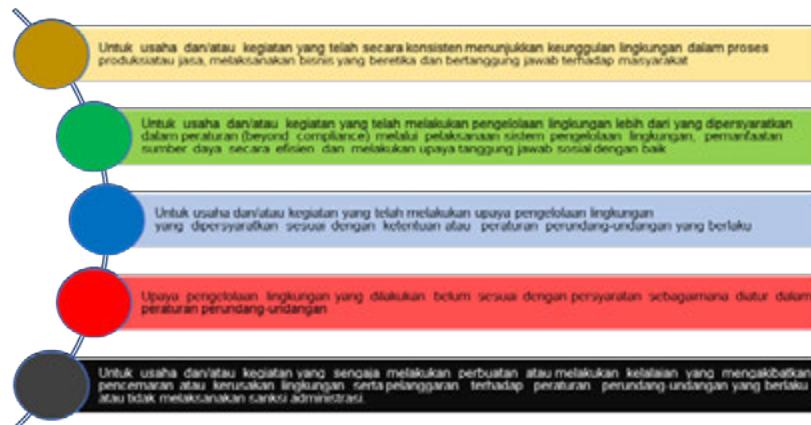 Untuk usaha dan/atau kegiatan yang telah secara konsisten menunjukkan keunggulan lingkungan dalam proses
produksiatau jasa, melaksanakan bisnis yang beretika dan bertanggung jawab terhadap masyarakat
Untuk usaha dan/atau kegiatan yang telah melakukan pengelolaan lingkungan lebih dari yang dipersyaratkan
dalam peraturan (beyond compliance) melalui pelaksanaan sistem pengelolaan lingkungan, pemanfaatan
sumber daya secara efisien dan melakukan upaya tanggung jawab sosial dengan baik
Untuk usaha dan/atau kegiatan yang telah melakukan upaya pengelolaan lingkungan
yang dipersyaratkan sesuai dengan ketentuan atau peraturan perundang-undangan yang berlaku
Upaya pengelolaan lingkungan yang dilakukan belum sesuai dengan persyaratan sebagaimana diatur dalam
peraturan perundang-undangan
Untuk usaha dan/atau kegiatan yang sengaja melakukan perbuatan atau melakukan kelalaian yang mengakibatkan
pencemaran atau kerusakan lingkungan serta pelanggaran terhadap peraturan perundang-undangan yang berlaku
atau tidak melaksanakan sanksi administrasi.